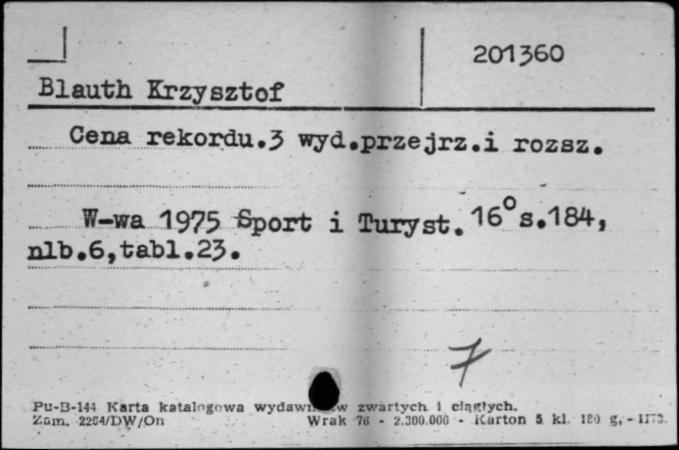 201360
Blauth Krzysztof
Cena rekordu.3 wyd.przejrz.i rozsz.
W-wa 1975 Sport i Turyst. 16° s.184,
nlb.6,tabl.23.
7
Pu-B-144 Karta katalogowa zwartych i ciągłych.
Zam. 2264/DW/On Wrak 76 - 2.300.000 - Karton 5 kl. 180 g,